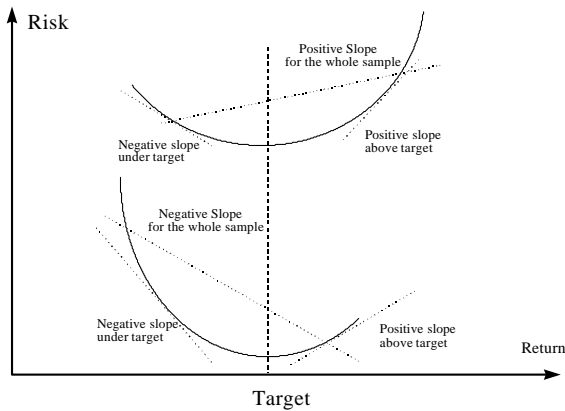 Risk
Positive Slope
for the whole sample
Negative slope
under target
Positive slope
above target
Negative Slope
for the whole sample
Negative slope
under target
Positive slope
above target
Return
Target